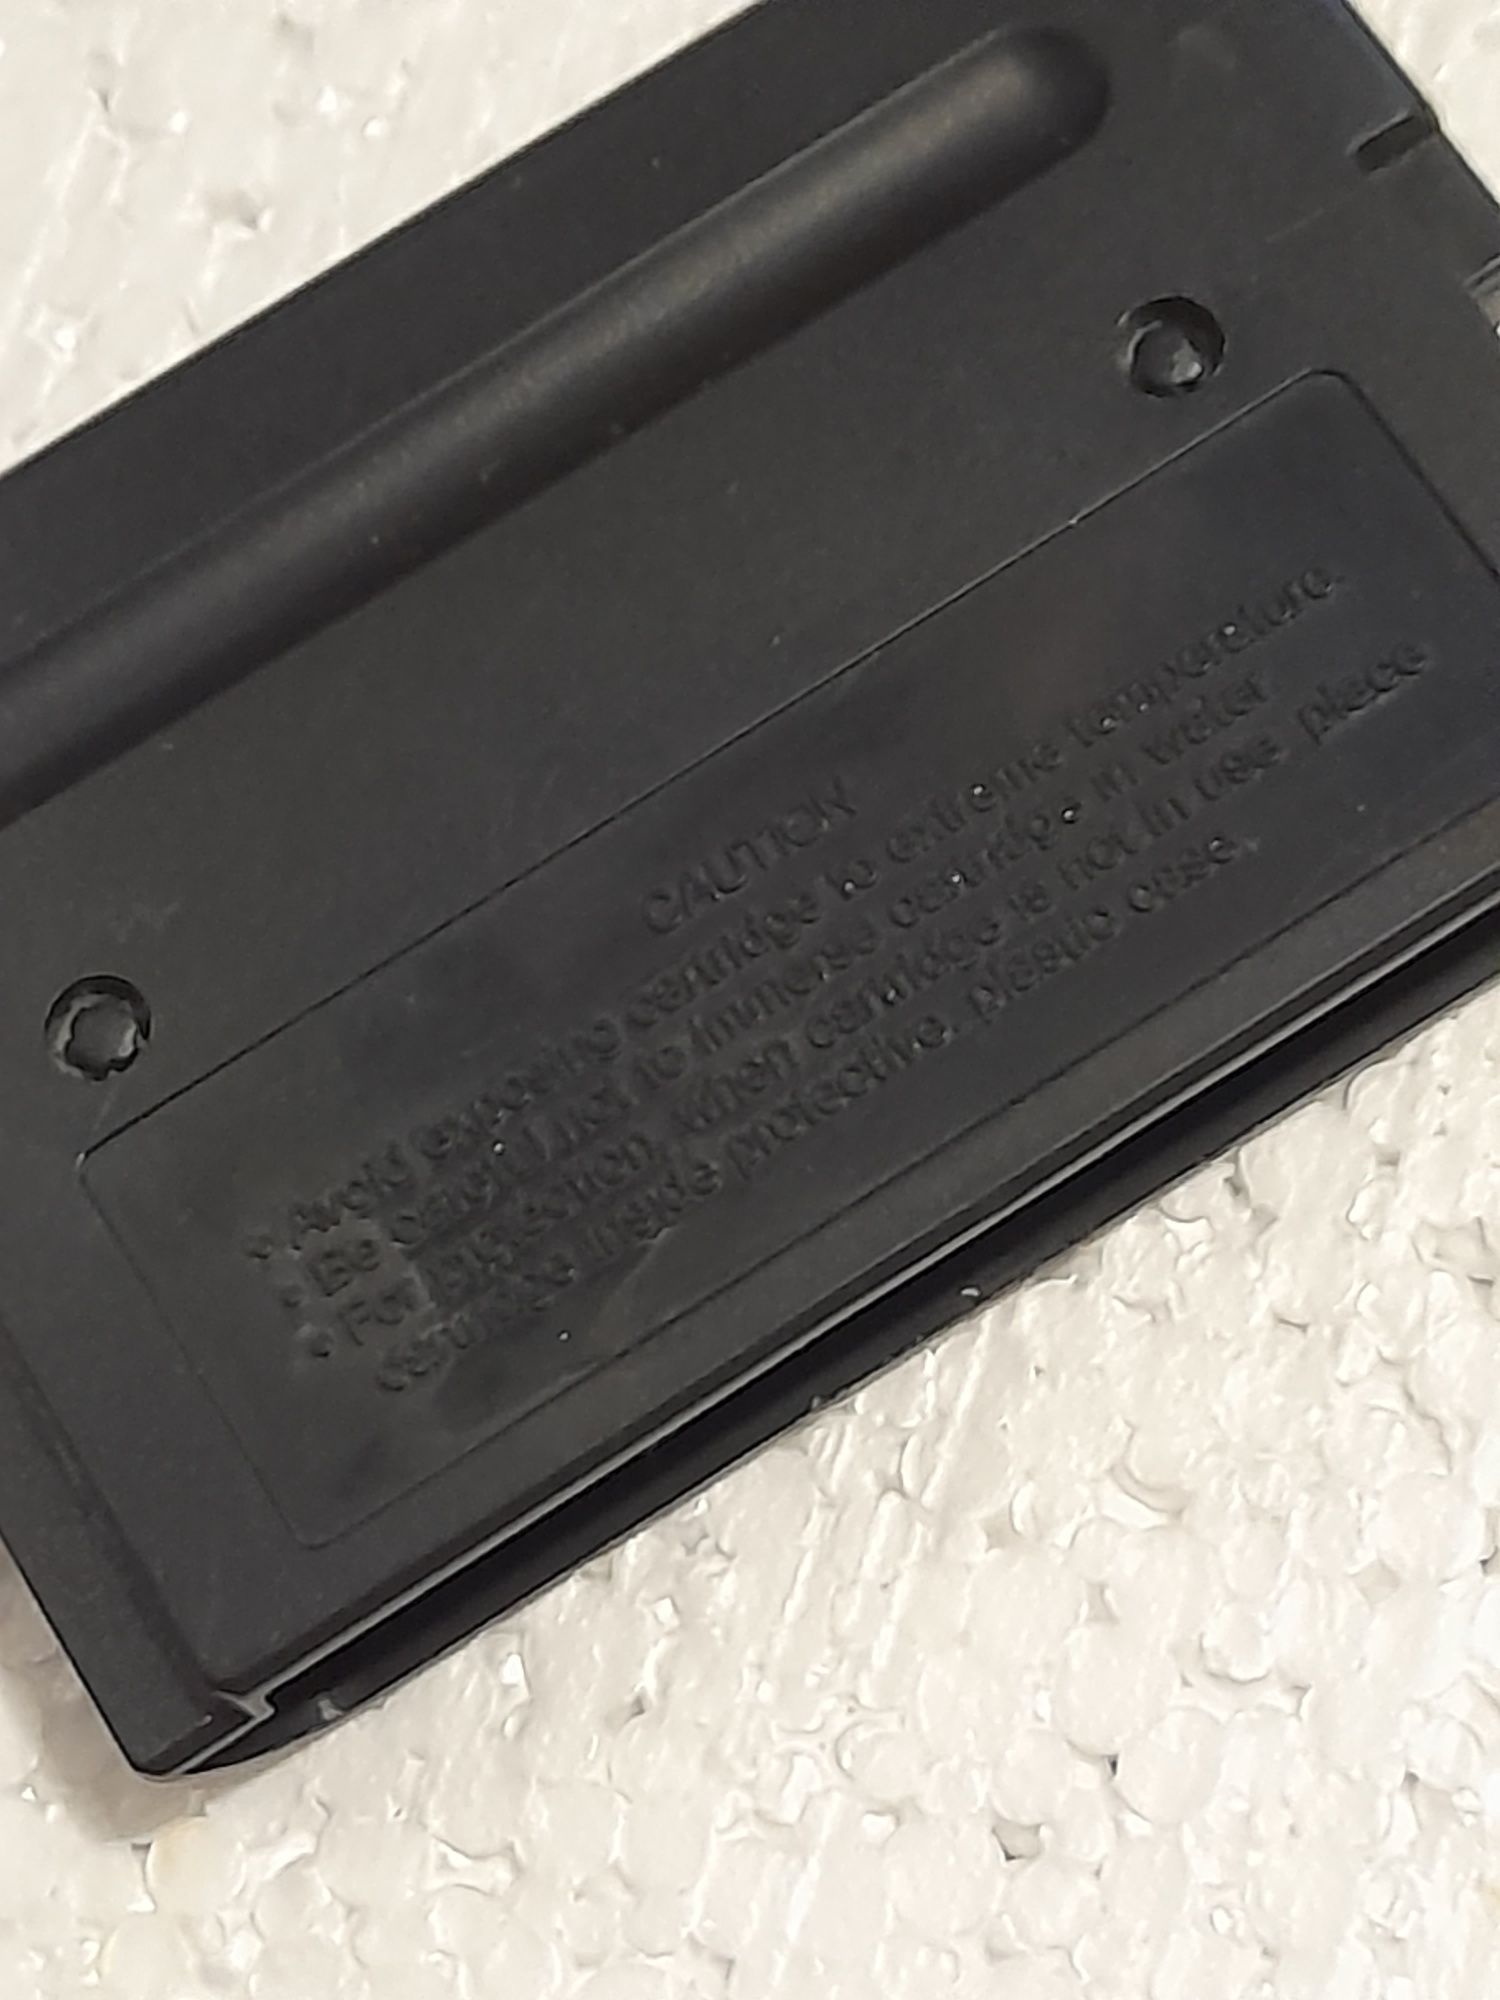 CAUTION
• Avoid exposing cartridge to extreme temperature.
• Be careful not to immerse cartridge in water
• For protection, when cartridge is not in use place
cartridge inside protective, plastic case.